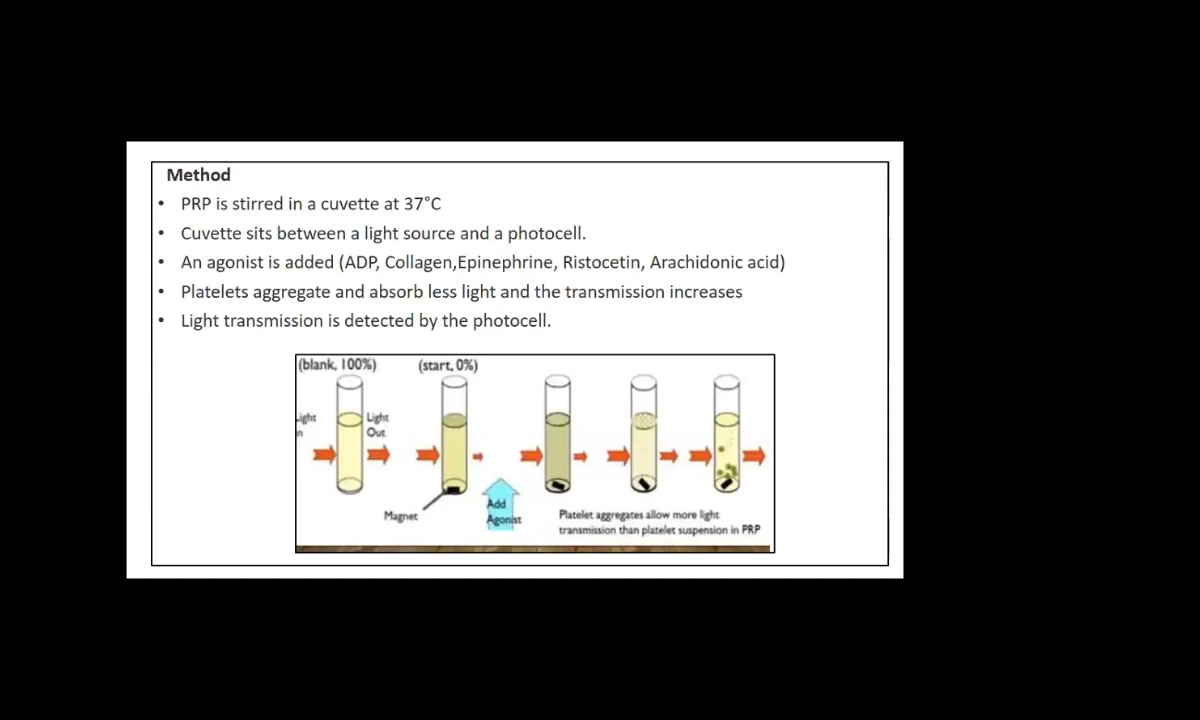 Method
• PRP is stirred in a cuvette at 37°C
• Cuvette sits between a light source and a photocell.
• An agonist is added (ADP, Collagen,Epinephrine, Ristocetin, Arachidonic acid)
• Platelets aggregate and absorb less light and the transmission increases
• Light transmission is detected by the photocell.
(blank, 100%) (start, 0%)
Light
Out
Magnet
Add
Agonist
Platelet aggregates allow more light
transmission than platelet suspension in PRP